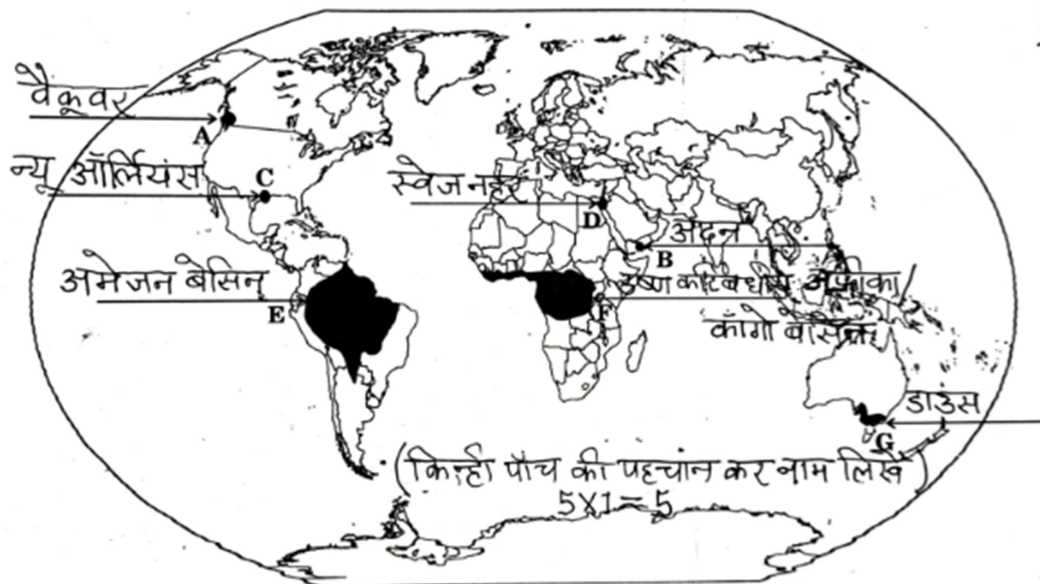 वैंकूवर
A
न्यू ऑर्लियंस
C
स्वेज नहर
D
अदन
B
अमेजन बेसिन
E
उष्ण कटिबंधीय अफ्रीका/
F
कांगो बेसिन
डाउंस
G
(किन्हीं पाँच की पहचान कर नाम लिखें)
5X1=5